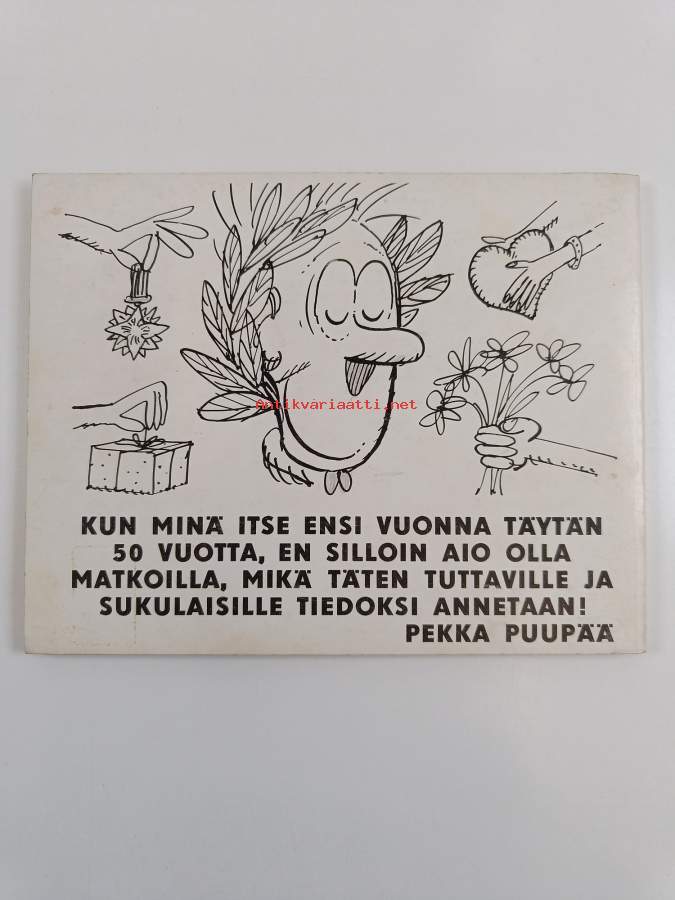 Antikvariaatti.net
KUN MINÄ ITSE ENSI VUONNA TÄYTÄN
50 VUOTTA, EN SILLOIN AIO OLLA
MATKOILLA, MIKÄ TÄTEN TUTTAVILLE JA
SUKULAISILLE TIEDOKSI ANNETAAN!
PEKKA PUUPÄÄ